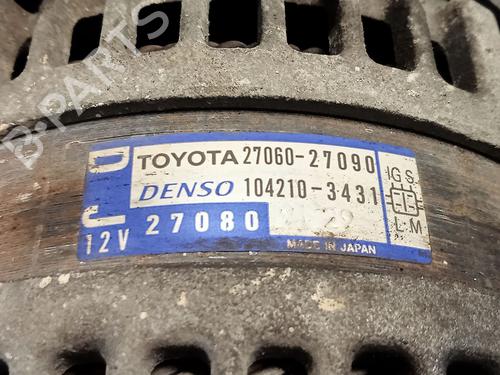 B-PARTS
TOYOTA 27060-27090
DENSO 104210-3431
12V 27080
MADE IN JAPAN
IG S
L M